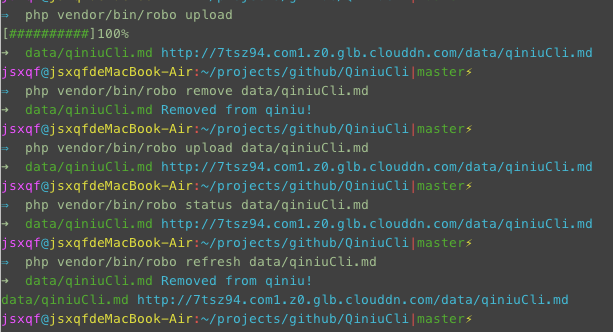 ⇒  php vendor/bin/robo upload
[##########]100%
➜  data/qiniuCli.md http://7tsz94.com1.z0.glb.clouddn.com/data/qiniuCli.md
jsxqf@jsxqfdeMacBook-Air:~/projects/github/QiniuCli|master⚡
⇒  php vendor/bin/robo remove data/qiniuCli.md
➜  data/qiniuCli.md Removed from qiniu!
jsxqf@jsxqfdeMacBook-Air:~/projects/github/QiniuCli|master⚡
⇒  php vendor/bin/robo upload data/qiniuCli.md
➜  data/qiniuCli.md http://7tsz94.com1.z0.glb.clouddn.com/data/qiniuCli.md
jsxqf@jsxqfdeMacBook-Air:~/projects/github/QiniuCli|master⚡
⇒  php vendor/bin/robo status data/qiniuCli.md
➜  data/qiniuCli.md http://7tsz94.com1.z0.glb.clouddn.com/data/qiniuCli.md
jsxqf@jsxqfdeMacBook-Air:~/projects/github/QiniuCli|master⚡
⇒  php vendor/bin/robo refresh data/qiniuCli.md
➜  data/qiniuCli.md Removed from qiniu!
data/qiniuCli.md http://7tsz94.com1.z0.glb.clouddn.com/data/qiniuCli.md
jsxqf@jsxqfdeMacBook-Air:~/projects/github/QiniuCli|master⚡